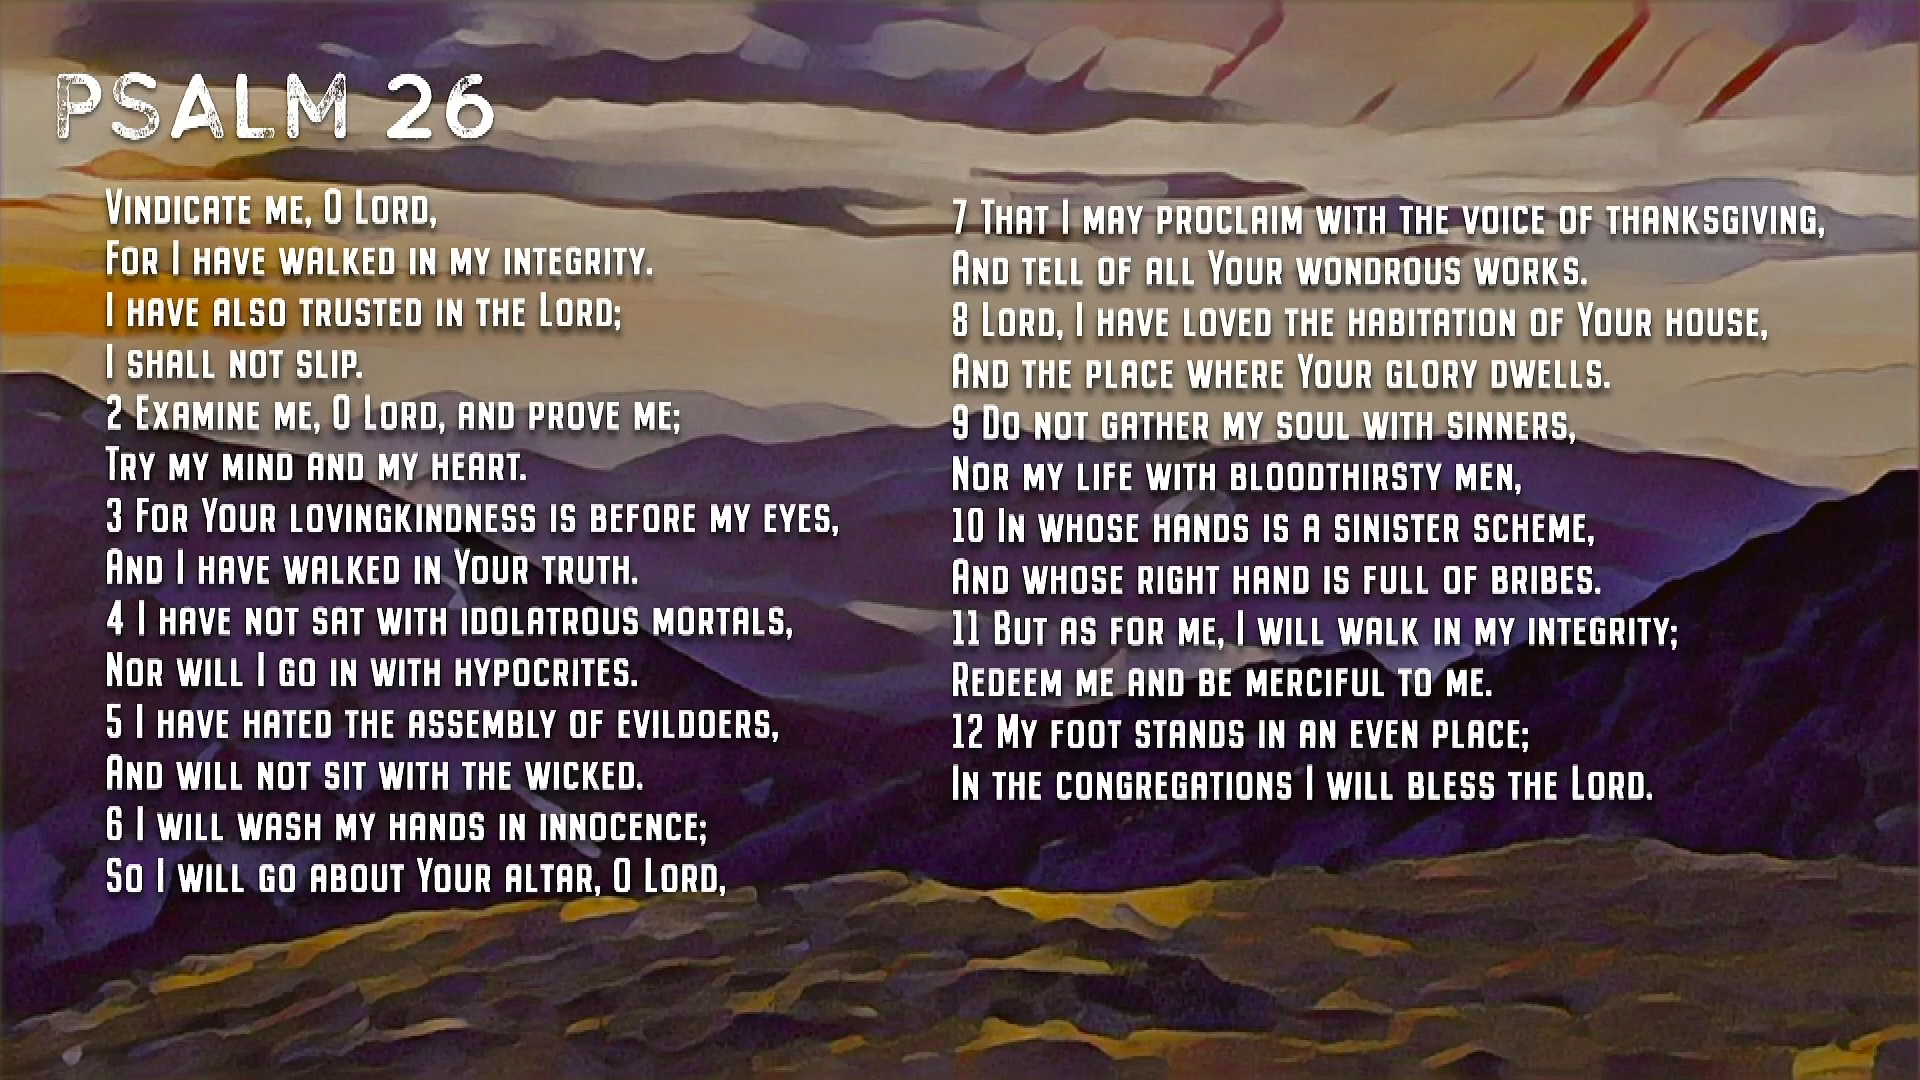 PSALM 26
Vindicate me, O Lord,
For I have walked in my integrity.
I have also trusted in the Lord;
I shall not slip.
2 Examine me, O Lord, and prove me;
Try my mind and my heart.
3 For Your lovingkindness is before my eyes,
And I have walked in Your truth.
4 I have not sat with idolatrous mortals,
Nor will I go in with hypocrites.
5 I have hated the assembly of evildoers,
And will not sit with the wicked.
6 I will wash my hands in innocence;
So I will go about Your altar, O Lord,
7 That I may proclaim with the voice of thanksgiving,
And tell of all Your wondrous works.
8 Lord, I have loved the habitation of Your house,
And the place where Your glory dwells.
9 Do not gather my soul with sinners,
Nor my life with bloodthirsty men,
10 In whose hands is a sinister scheme,
And whose right hand is full of bribes.
11 But as for me, I will walk in my integrity;
Redeem me and be merciful to me.
12 My foot stands in an even place;
In the congregations I will bless the Lord.